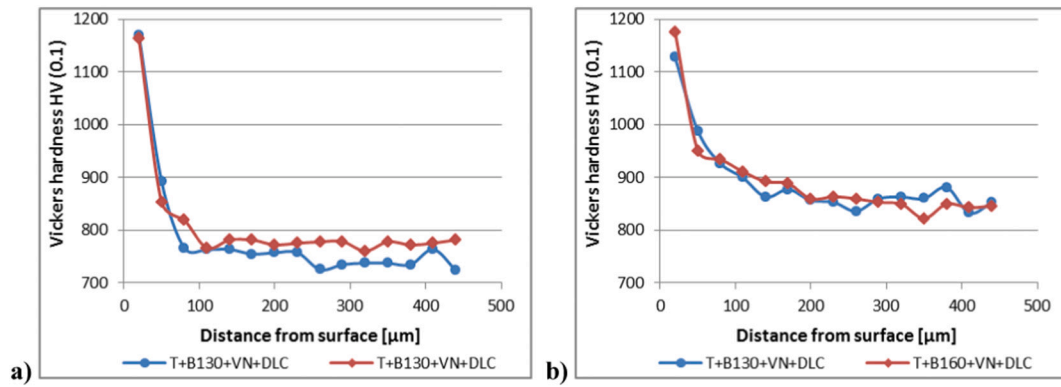 1200
1100
1000
900
800
700
0 100 200 300 400 500
Vickers hardness HV (0.1)
Distance from surface [µm]
T+B130+VN+DLC T+B130+VN+DLC
a)
1200
1100
1000
900
800
700
0 100 200 300 400 500
Vickers hardness HV (0.1)
Distance from surface [µm]
T+B130+VN+DLC T+B160+VN+DLC
b)